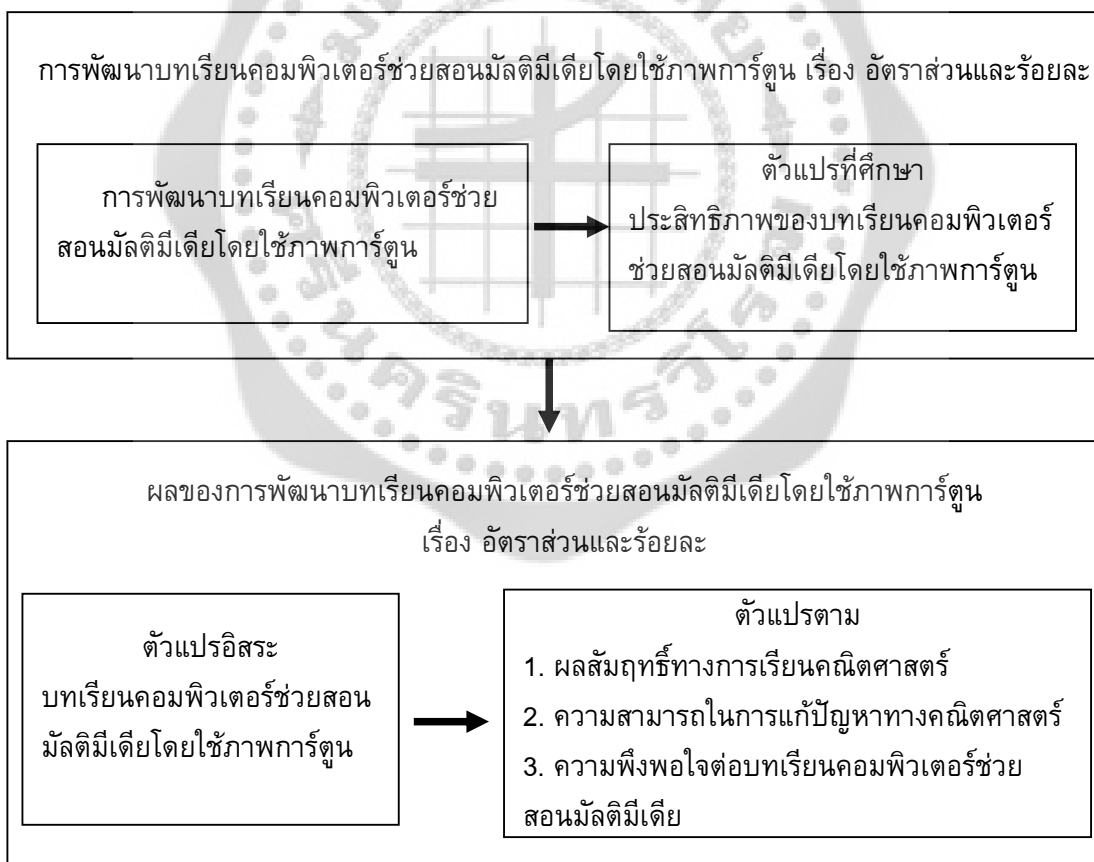 การพัฒนาบทเรียนคอมพิวเตอร์ช่วยสอนมัลติมีเดียโดยใช้ภาพการ์ตูน เรื่อง อัตราส่วนและร้อยละ
การพัฒนาบทเรียนคอมพิวเตอร์ช่วย
สอนมัลติมีเดียโดยใช้ภาพการ์ตูน
ตัวแปรที่ศึกษา
ประสิทธิภาพของบทเรียนคอมพิวเตอร์
ช่วยสอนมัลติมีเดียโดยใช้ภาพการ์ตูน
ผลของการพัฒนาบทเรียนคอมพิวเตอร์ช่วยสอนมัลติมีเดียโดยใช้ภาพการ์ตูน
เรื่อง อัตราส่วนและร้อยละ
ตัวแปรอิสระ
บทเรียนคอมพิวเตอร์ช่วยสอน
มัลติมีเดียโดยใช้ภาพการ์ตูน
ตัวแปรตาม
1. ผลสัมฤทธิ์ทางการเรียนคณิตศาสตร์
2. ความสามารถในการแก้ปัญหาทางคณิตศาสตร์
3. ความพึงพอใจต่อบทเรียนคอมพิวเตอร์ช่วย
สอนมัลติมีเดีย